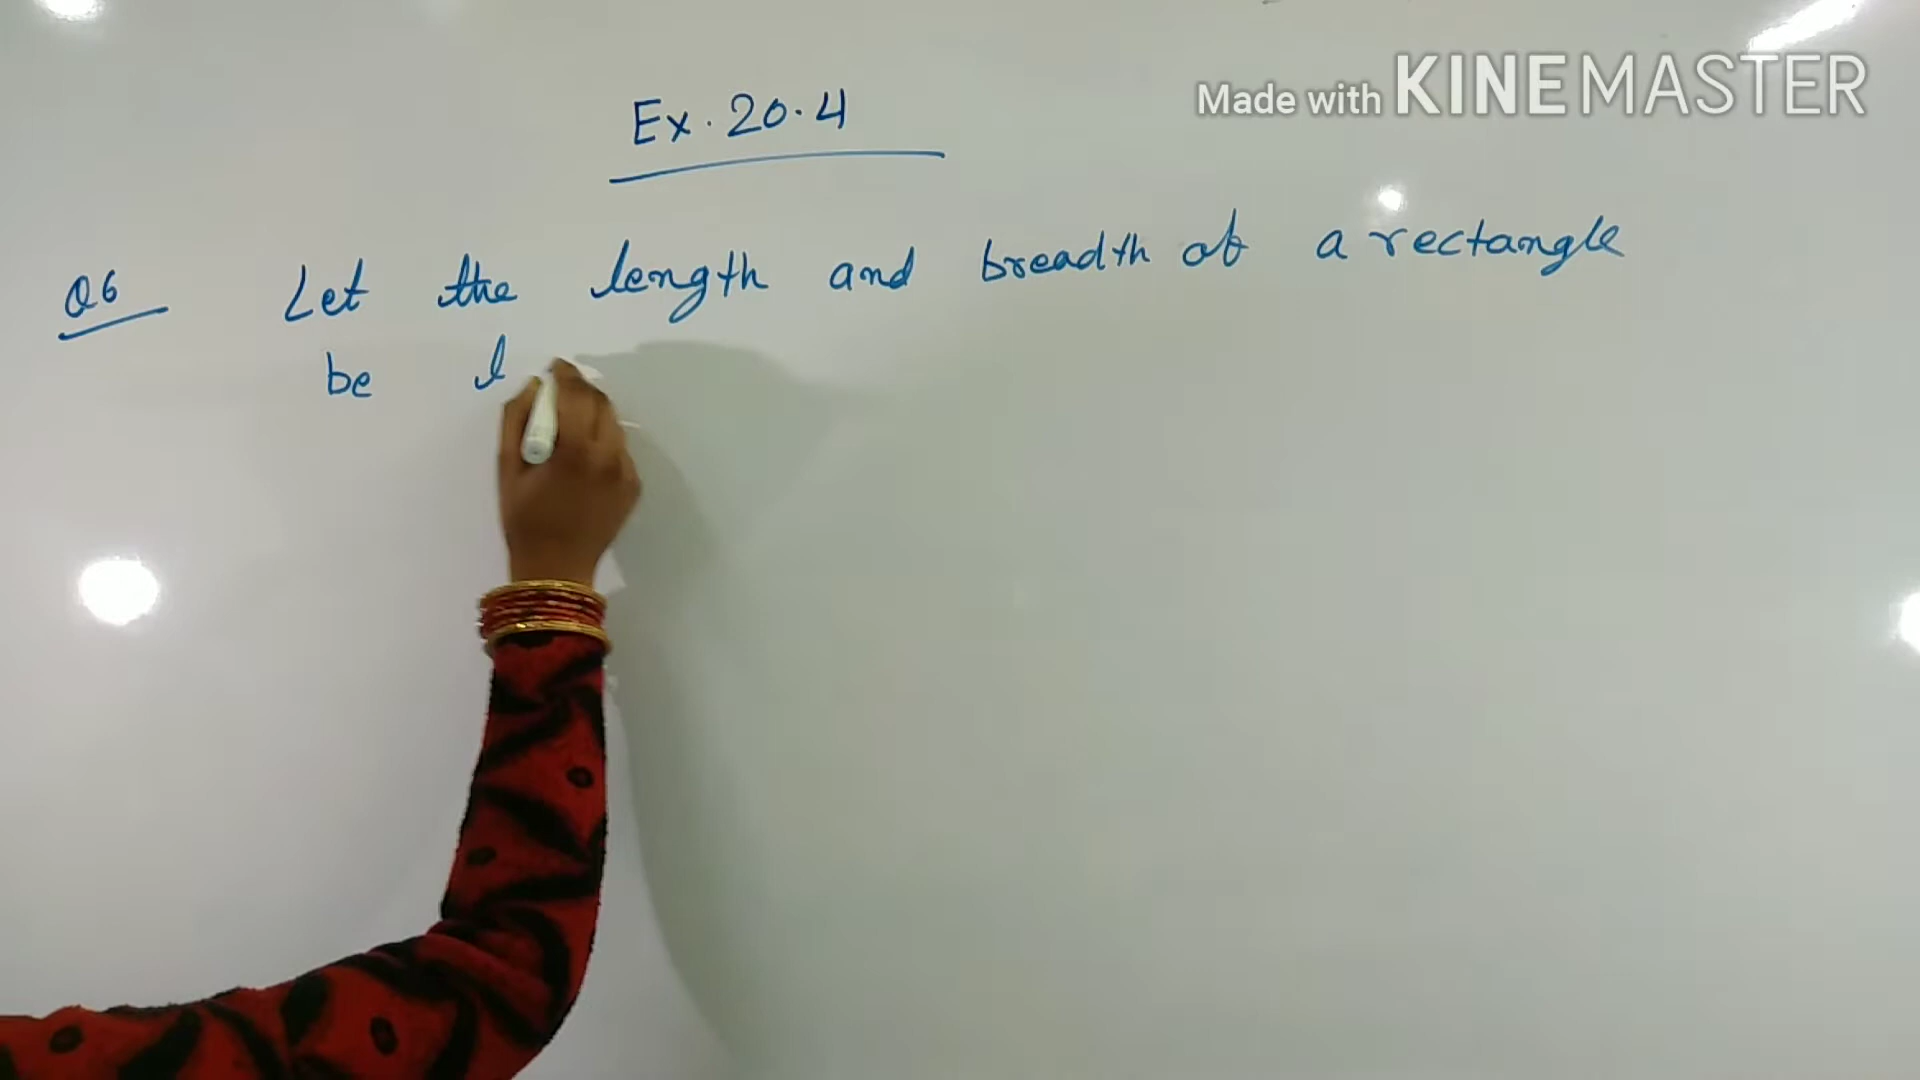 Made with KINEMASTER
Ex. 20.4
Q6 Let the length and breadth of a rectangle
be l